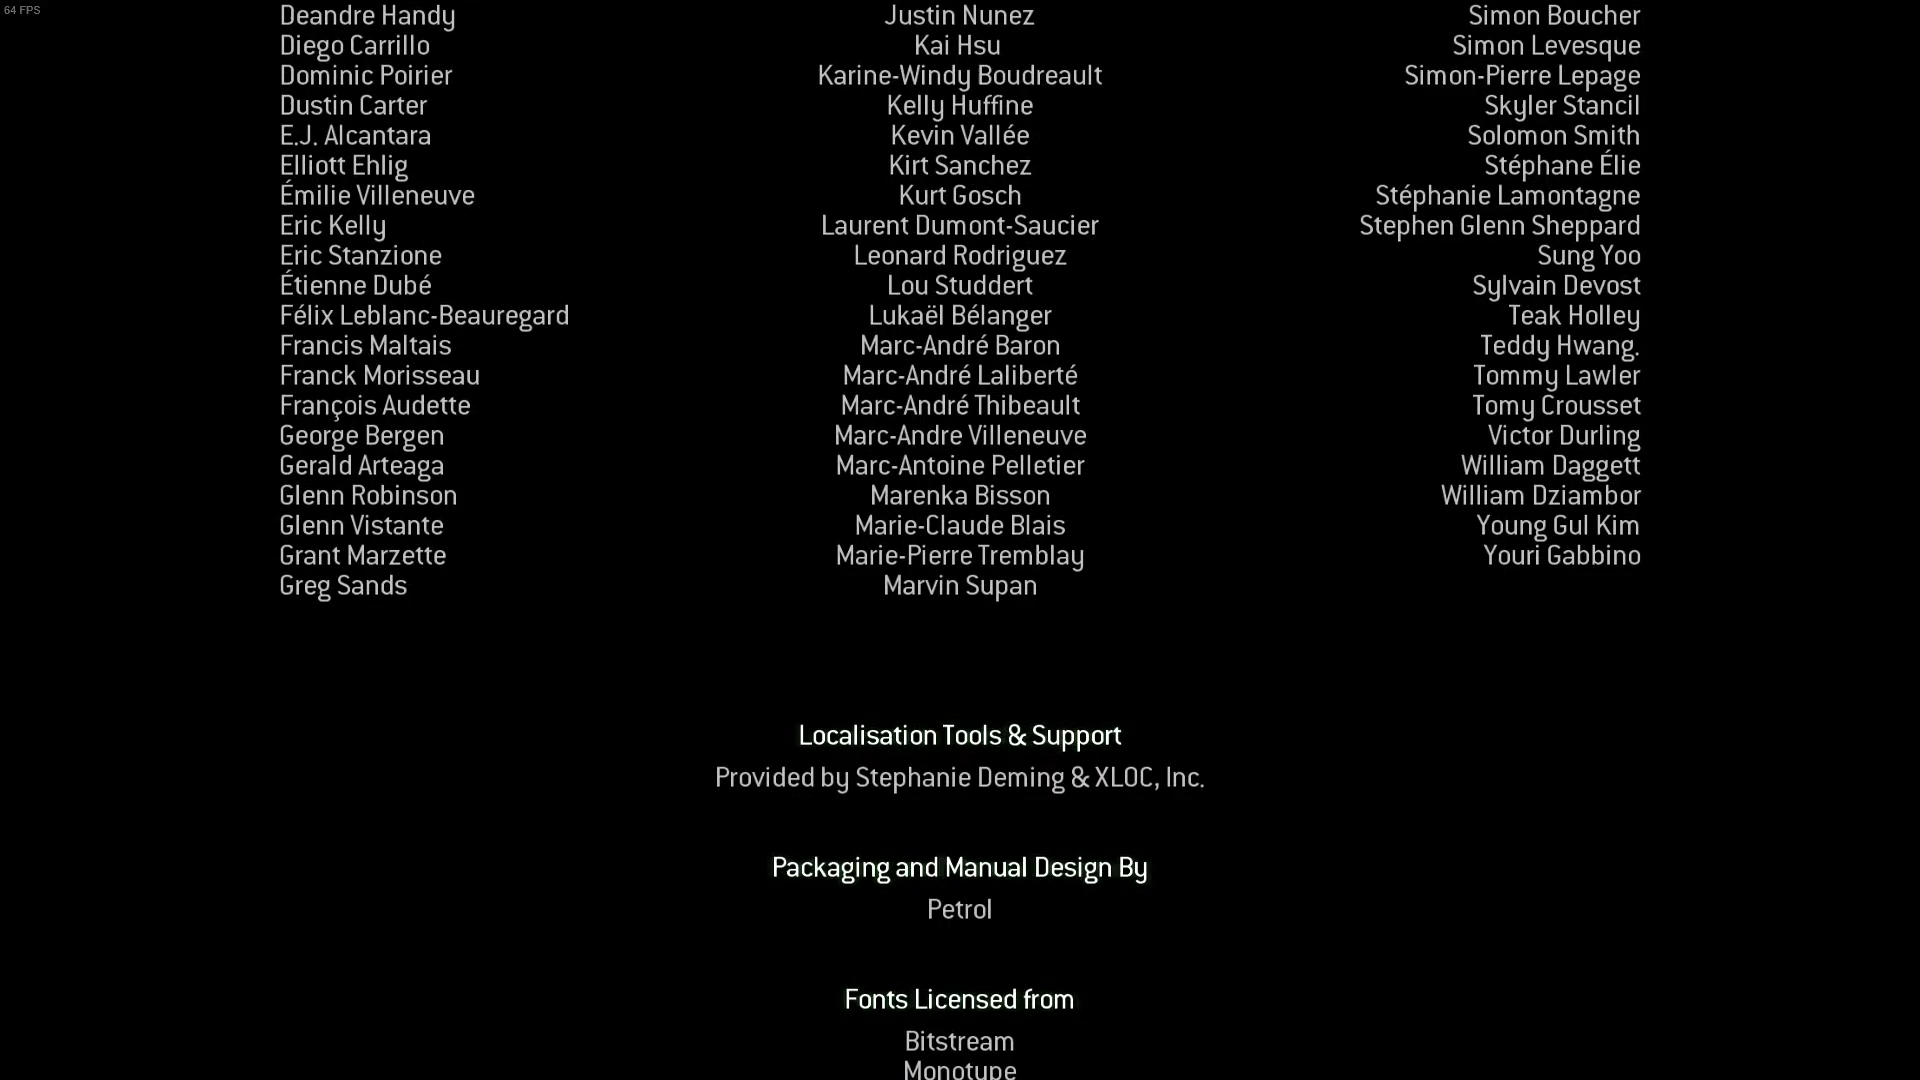 64 FPS
Deandre Handy
Diego Carrillo
Dominic Poirier
Dustin Carter
E.J. Alcantara
Elliott Ehlig
Émilie Villeneuve
Eric Kelly
Eric Stanzione
Étienne Dubé
Félix Leblanc-Beauregard
Francis Maltais
Franck Morisseau
François Audette
George Bergen
Gerald Arteaga
Glenn Robinson
Glenn Vistante
Grant Marzette
Greg Sands
Justin Nunez
Kai Hsu
Karine-Windy Boudreault
Kelly Huffine
Kevin Vallée
Kirt Sanchez
Kurt Gosch
Laurent Dumont-Saucier
Leonard Rodriguez
Lou Studdert
Lukaël Bélanger
Marc-André Baron
Marc-André Laliberté
Marc-André Thibeault
Marc-Andre Villeneuve
Marc-Antoine Pelletier
Marenka Bisson
Marie-Claude Blais
Marie-Pierre Tremblay
Marvin Supan
Simon Boucher
Simon Levesque
Simon-Pierre Lepage
Skyler Stancil
Solomon Smith
Stéphane Élie
Stéphanie Lamontagne
Stephen Glenn Sheppard
Sung Yoo
Sylvain Devost
Teak Holley
Teddy Hwang.
Tommy Lawler
Tomy Crousset
Victor Durling
William Daggett
William Dziambor
Young Gul Kim
Youri Gabbino
Localisation Tools & Support
Provided by Stephanie Deming & XLOC, Inc.
Packaging and Manual Design By
Petrol
Fonts Licensed from
Bitstream
Monotype